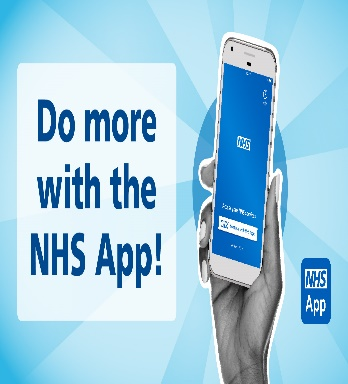 Do more
with the
NHS App!
NHS
NHS
App